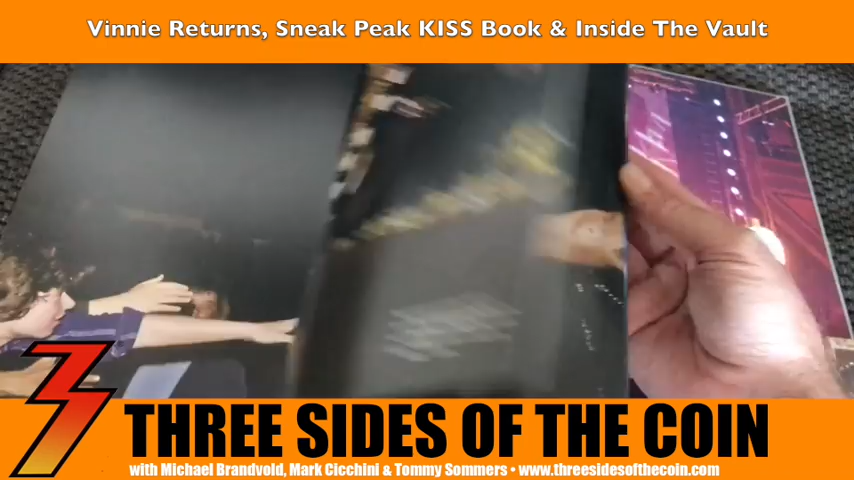 Vinnie Returns, Sneak Peak KISS Book & Inside The Vault
THREE SIDES OF THE COIN
with Michael Brandvold, Mark Cicchini & Tommy Sommers • www.threesidesofthecoin.com